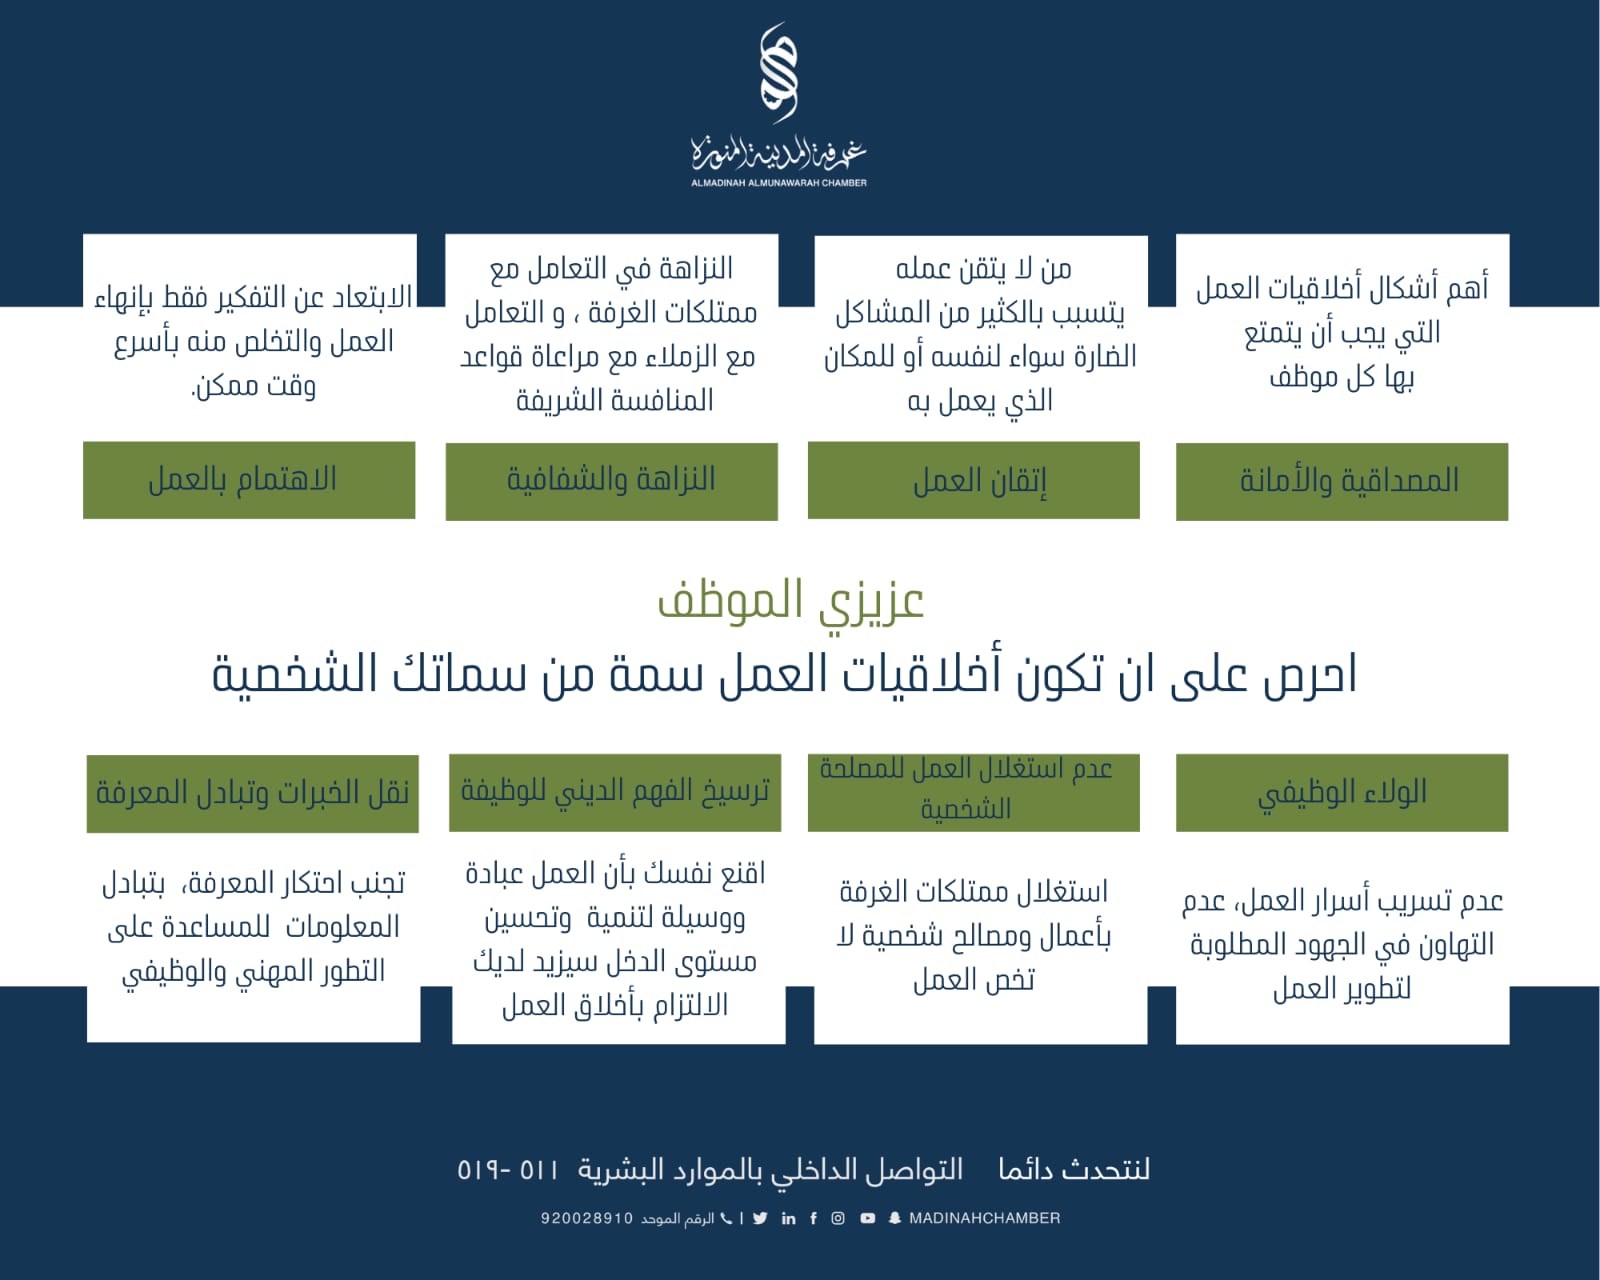 غرفة المدينة المنورة
ALMADINAH ALMUNAWARAH CHAMBER
أهم أشكال أخلاقيات العمل
التي يجب أن يتمتع
بها كل موظف
المصداقية والأمانة
من لا يتقن عمله
يتسبب بالكثير من المشاكل
الضارة سواء لنفسه أو للمكان
الذي يعمل به
إتقان العمل
النزاهة في التعامل مع
ممتلكات الغرفة ، و التعامل
مع الزملاء مع مراعاة قواعد
المنافسة الشريفة
النزاهة والشفافية
الابتعاد عن التفكير فقط بإنهاء
العمل والتخلص منه بأسرع
وقت ممكن.
الاهتمام بالعمل
عزيزي الموظف
احرص على ان تكون أخلاقيات العمل سمة من سماتك الشخصية
الولاء الوظيفي
عدم تسريب أسرار العمل، عدم
التهاون في الجهود المطلوبة
لتطوير العمل
عدم استغلال العمل للمصلحة
الشخصية
استغلال ممتلكات الغرفة
بأعمال ومصالح شخصية لا
تخص العمل
ترسيخ الفهم الديني للوظيفة
اقنع نفسك بأن العمل عبادة
ووسيلة لتنمية وتحسين
مستوى الدخل سيزيد لديك
الالتزام بأخلاق العمل
نقل الخبرات وتبادل المعرفة
تجنب احتكار المعرفة، بتبادل
المعلومات للمساعدة على
التطور المهني والوظيفي
لنتحدث دائما التواصل الداخلي بالموارد البشرية ٥١١ -٥١٩
MADINAHCHAMBER | الرقم الموحد 920028910